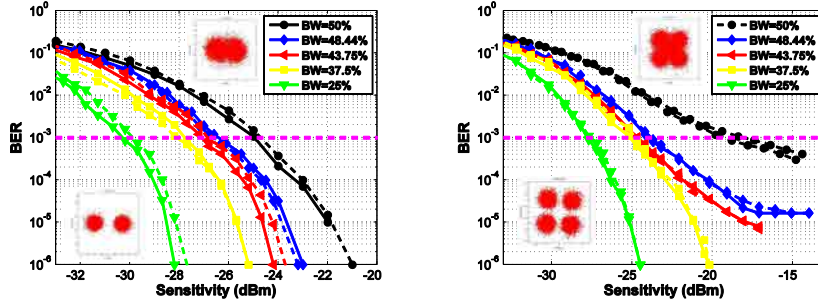 10^0
10^-1
10^-2
10^-3
10^-4
10^-5
10^-6
BER
-32 -30 -28 -26 -24 -22 -20
Sensitivity (dBm)
BW=50%
BW=48.44%
BW=43.75%
BW=37.5%
BW=25%
10^0
10^-1
10^-2
10^-3
10^-4
10^-5
10^-6
BER
-30 -25 -20 -15
Sensitivity (dBm)
BW=50%
BW=48.44%
BW=43.75%
BW=37.5%
BW=25%